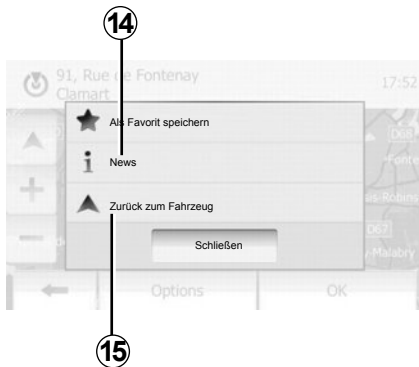 14
91, Rue de Fontenay
17:52
Clamart
Als Favorit speichern
News
Zurück zum Fahrzeug
D67
Schließen
Options
OK
15